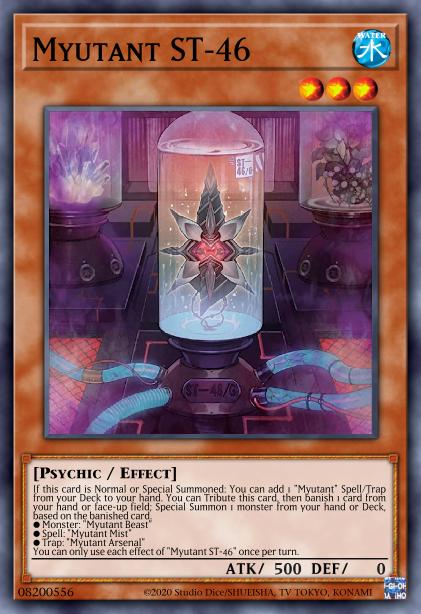 MYUTANT ST-46
WATER
水
ST-
46/G
ST-46/G
[PSYCHIC / EFFECT]
If this card is Normal or Special Summoned: You can add 1 "Myutant" Spell/Trap
from your Deck to your hand. You can Tribute this card, then banish 1 card from
your hand or face-up field; Special Summon 1 monster from your hand or Deck,
based on the banished card.
●Monster: "Myutant Beast"
●Spell: "Myutant Mist"
●Trap: "Myutant Arsenal"
You can only use each effect of "Myutant ST-46" once per turn.
ATK/ 500 DEF/ 0
08200556 ©2020 Studio Dice/SHUEISHA, TV TOKYO, KONAMI